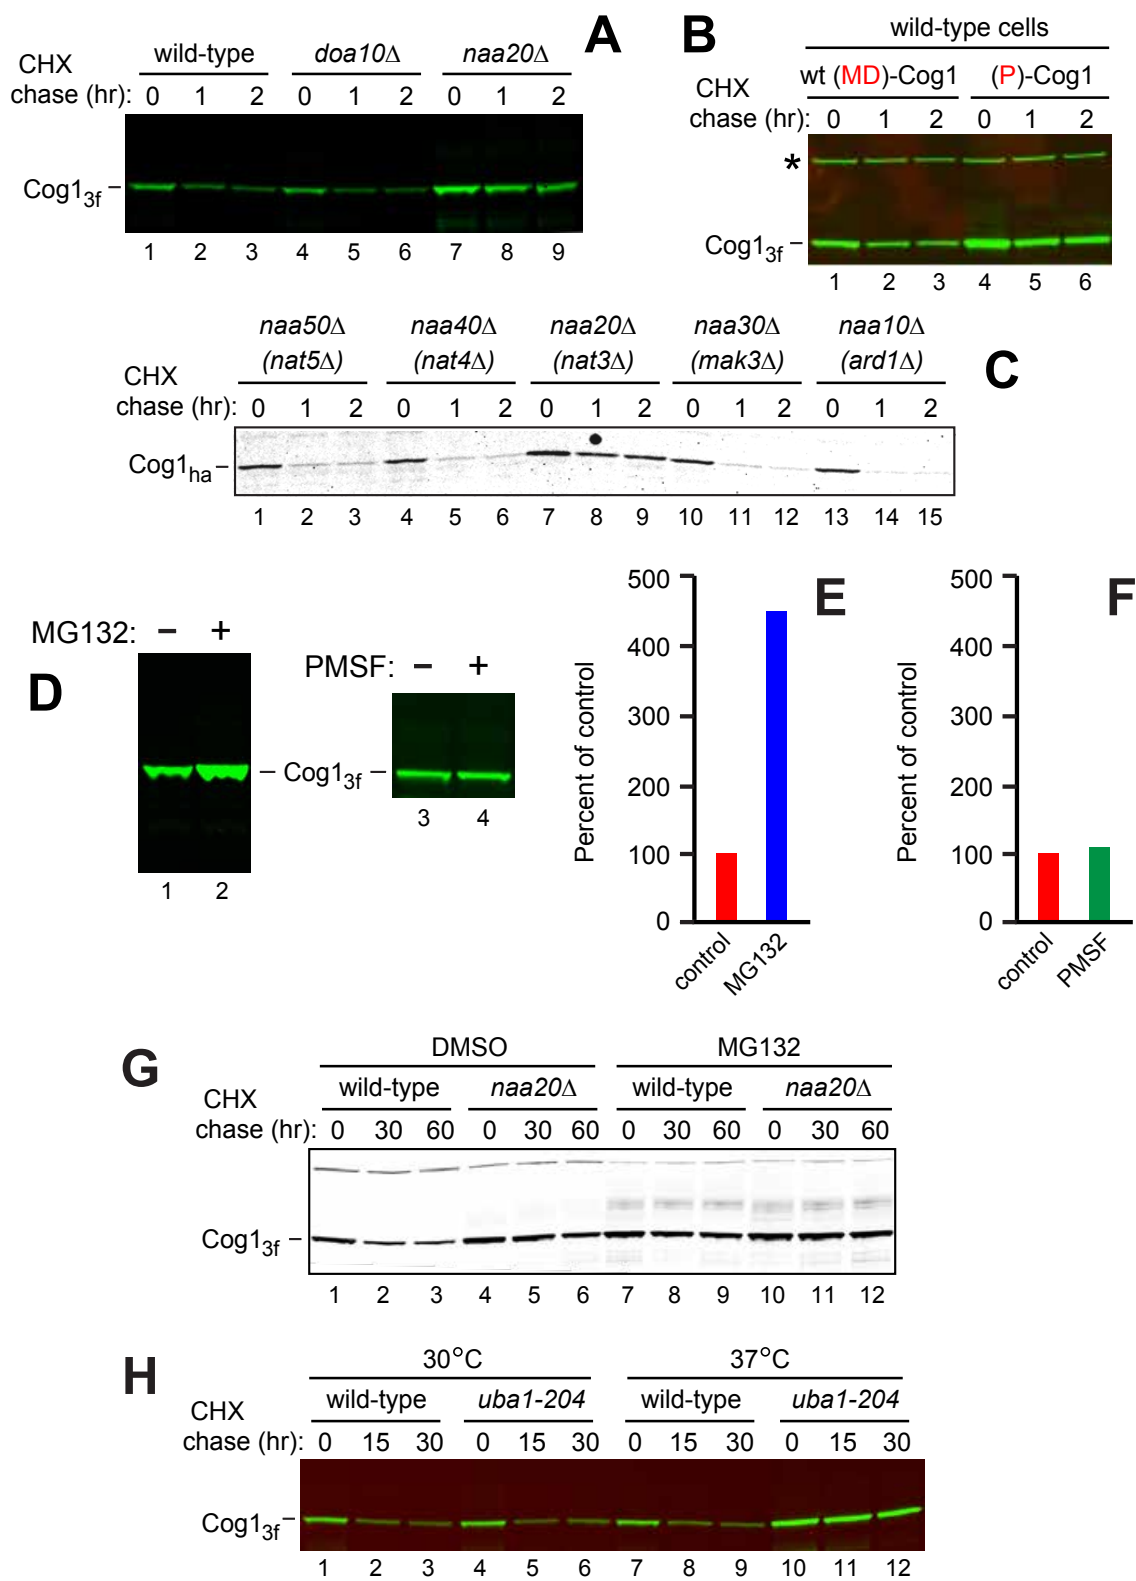 A
wild-type doa10Δ naa20Δ
CHX
chase (hr): 0 1 2 0 1 2 0 1 2
Cog13f –
1 2 3 4 5 6 7 8 9
B
wild-type cells
wt (MD)-Cog1 (P)-Cog1
CHX
chase (hr): 0 1 2 0 1 2
*
Cog13f –
1 2 3 4 5 6
C
naa50Δ naa40Δ naa20Δ naa30Δ naa10Δ
(nat5Δ) (nat4Δ) (nat3Δ) (mak3Δ) (ard1Δ)
CHX
chase (hr): 0 1 2 0 1 2 0 1 2 0 1 2 0 1 2
Cog1ha –
1 2 3 4 5 6 7 8 9 10 11 12 13 14 15
D
MG132: – +
PMSF: – +
– Cog13f –
1 2
3 4
E
500
400
300
200
100
0
Percent of control
control MG132
F
500
400
300
200
100
0
Percent of control
control PMSF
G
DMSO MG132
wild-type naa20Δ wild-type naa20Δ
CHX
chase (hr): 0 30 60 0 30 60 0 30 60 0 30 60
Cog13f –
1 2 3 4 5 6 7 8 9 10 11 12
H
30°C 37°C
wild-type uba1-204 wild-type uba1-204
CHX
chase (hr): 0 15 30 0 15 30 0 15 30 0 15 30
Cog13f –
1 2 3 4 5 6 7 8 9 10 11 12